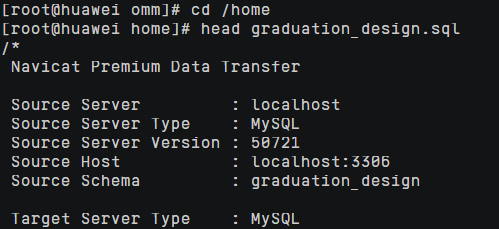 [root@huawei omm]# cd /home
[root@huawei home]# head graduation_design.sql
/*
 Navicat Premium Data Transfer

 Source Server         : localhost
 Source Server Type    : MySQL
 Source Server Version : 50721
 Source Host           : localhost:3306
 Source Schema         : graduation_design

 Target Server Type    : MySQL